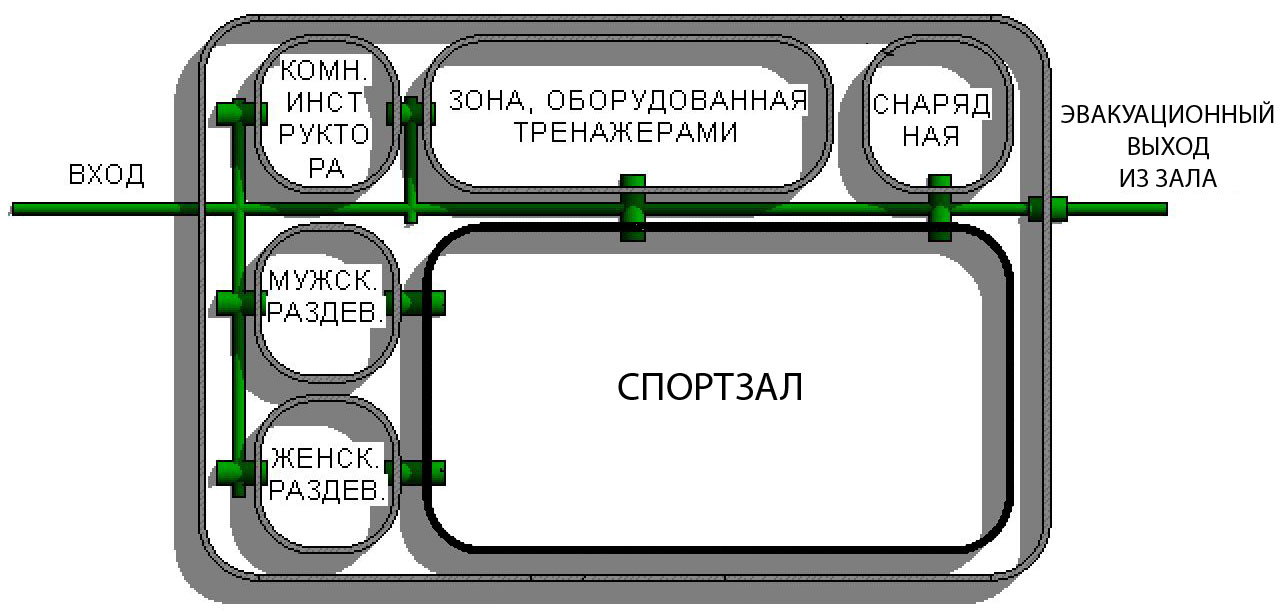 ВХОД
КОМН.
ИНСТ
РУКТО
РА
ЗОНА, ОБОРУДОВАННАЯ
ТРЕНАЖЕРАМИ
СНАРЯД
НАЯ
ЭВАКУАЦИОННЫЙ
ВЫХОД
ИЗ ЗАЛА
МУЖСК.
РАЗДЕВ.
СПОРТЗАЛ
ЖЕНСК.
РАЗДЕВ.